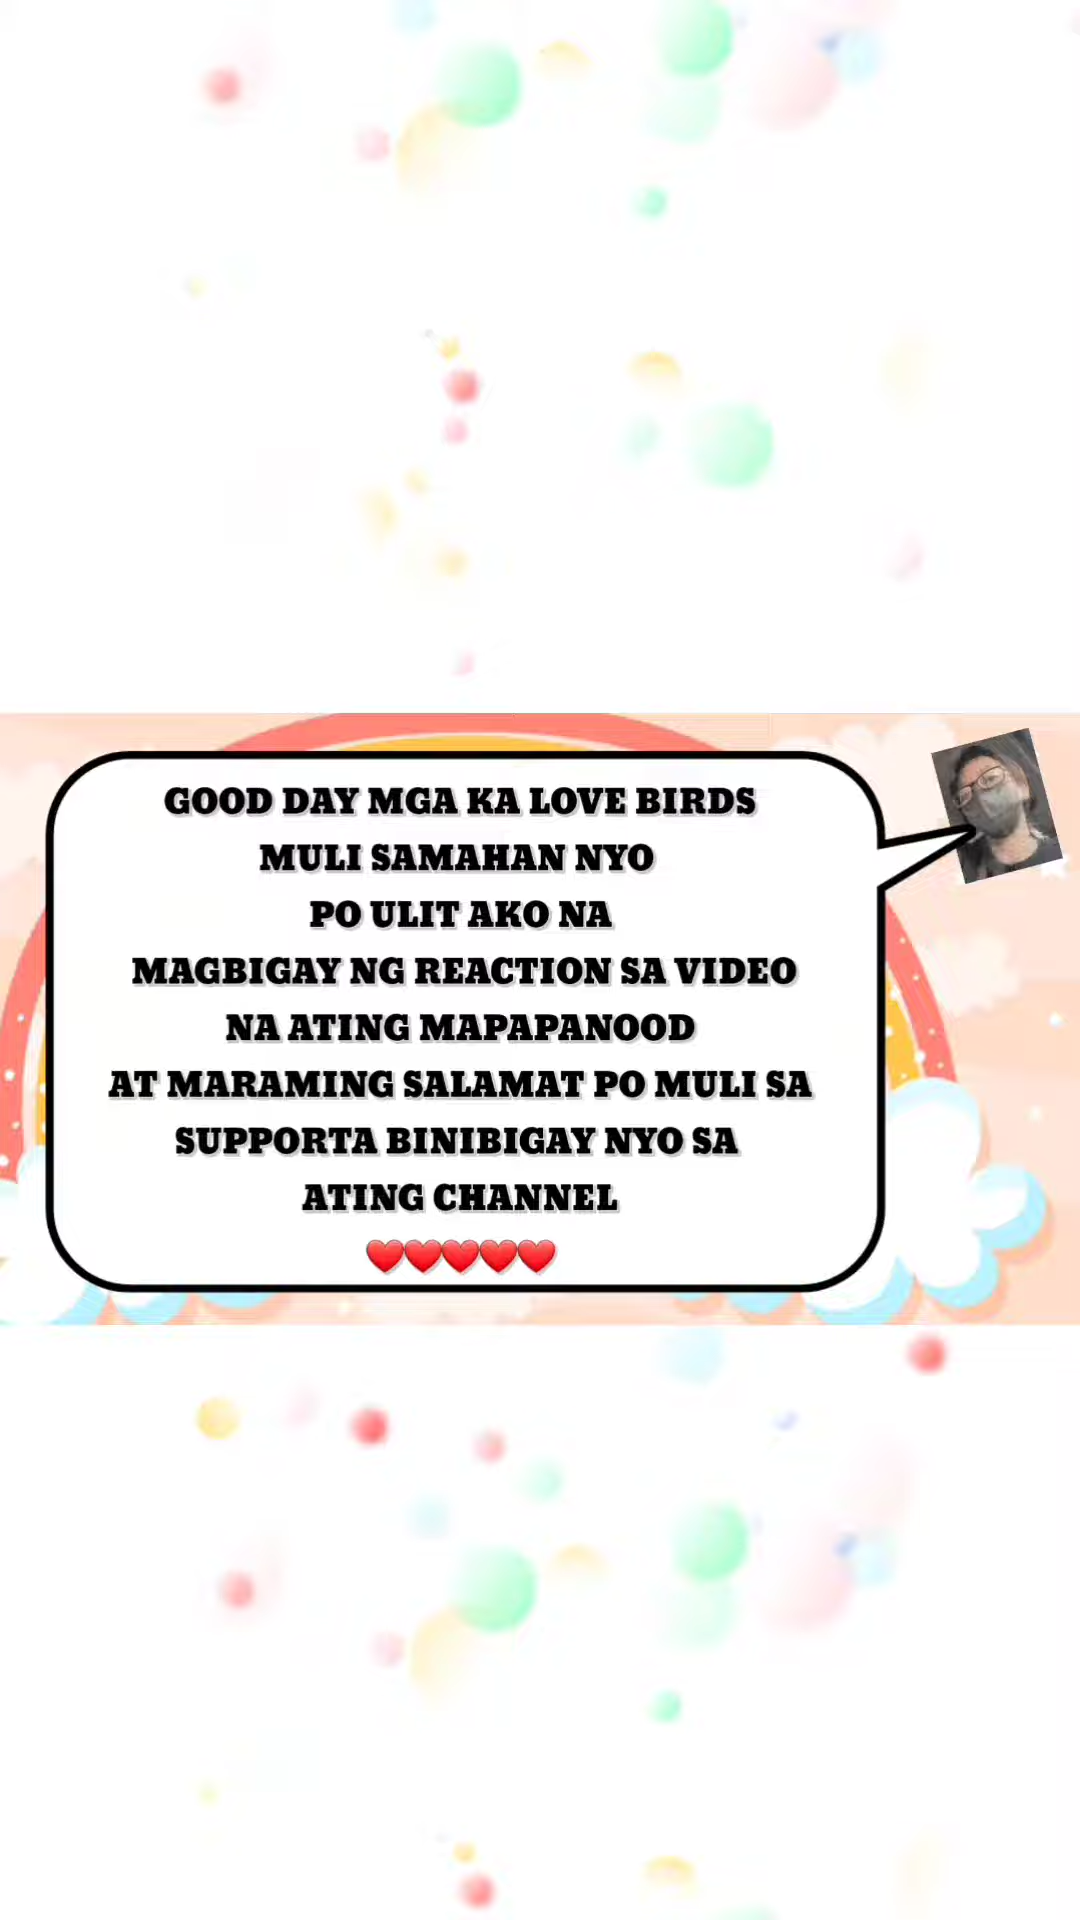 GOOD DAY MGA KA LOVE BIRDS
MULI SAMAHAN NYO
PO ULIT AKO NA
MAGBIGAY NG REACTION SA VIDEO
NA ATING MAPAPANOOD
AT MARAMING SALAMAT PO MULI SA
SUPPORTA BINIBIGAY NYO SA
ATING CHANNEL
❤❤❤❤❤